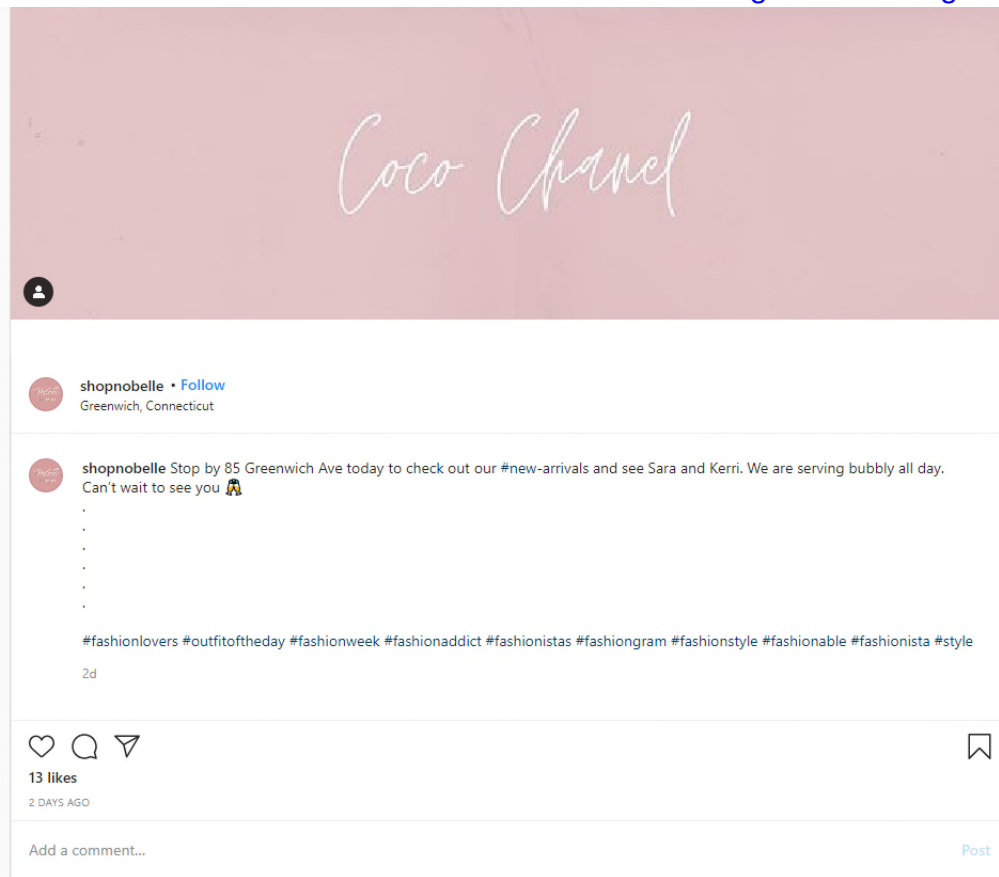 Coco Chanel
shopnobelle • Follow
Greenwich, Connecticut
shopnobelle Stop by 85 Greenwich Ave today to check out our #new-arrivals and see Sara and Kerri. We are serving bubbly all day.
Can't wait to see you 🥂
.
.
.
.
.
.
#fashionlovers #outfitoftheday #fashionweek #fashionaddict #fashionistas #fashiongram #fashionstyle #fashionable #fashionista #style
2d
13 likes
2 DAYS AGO
Add a comment...
Post